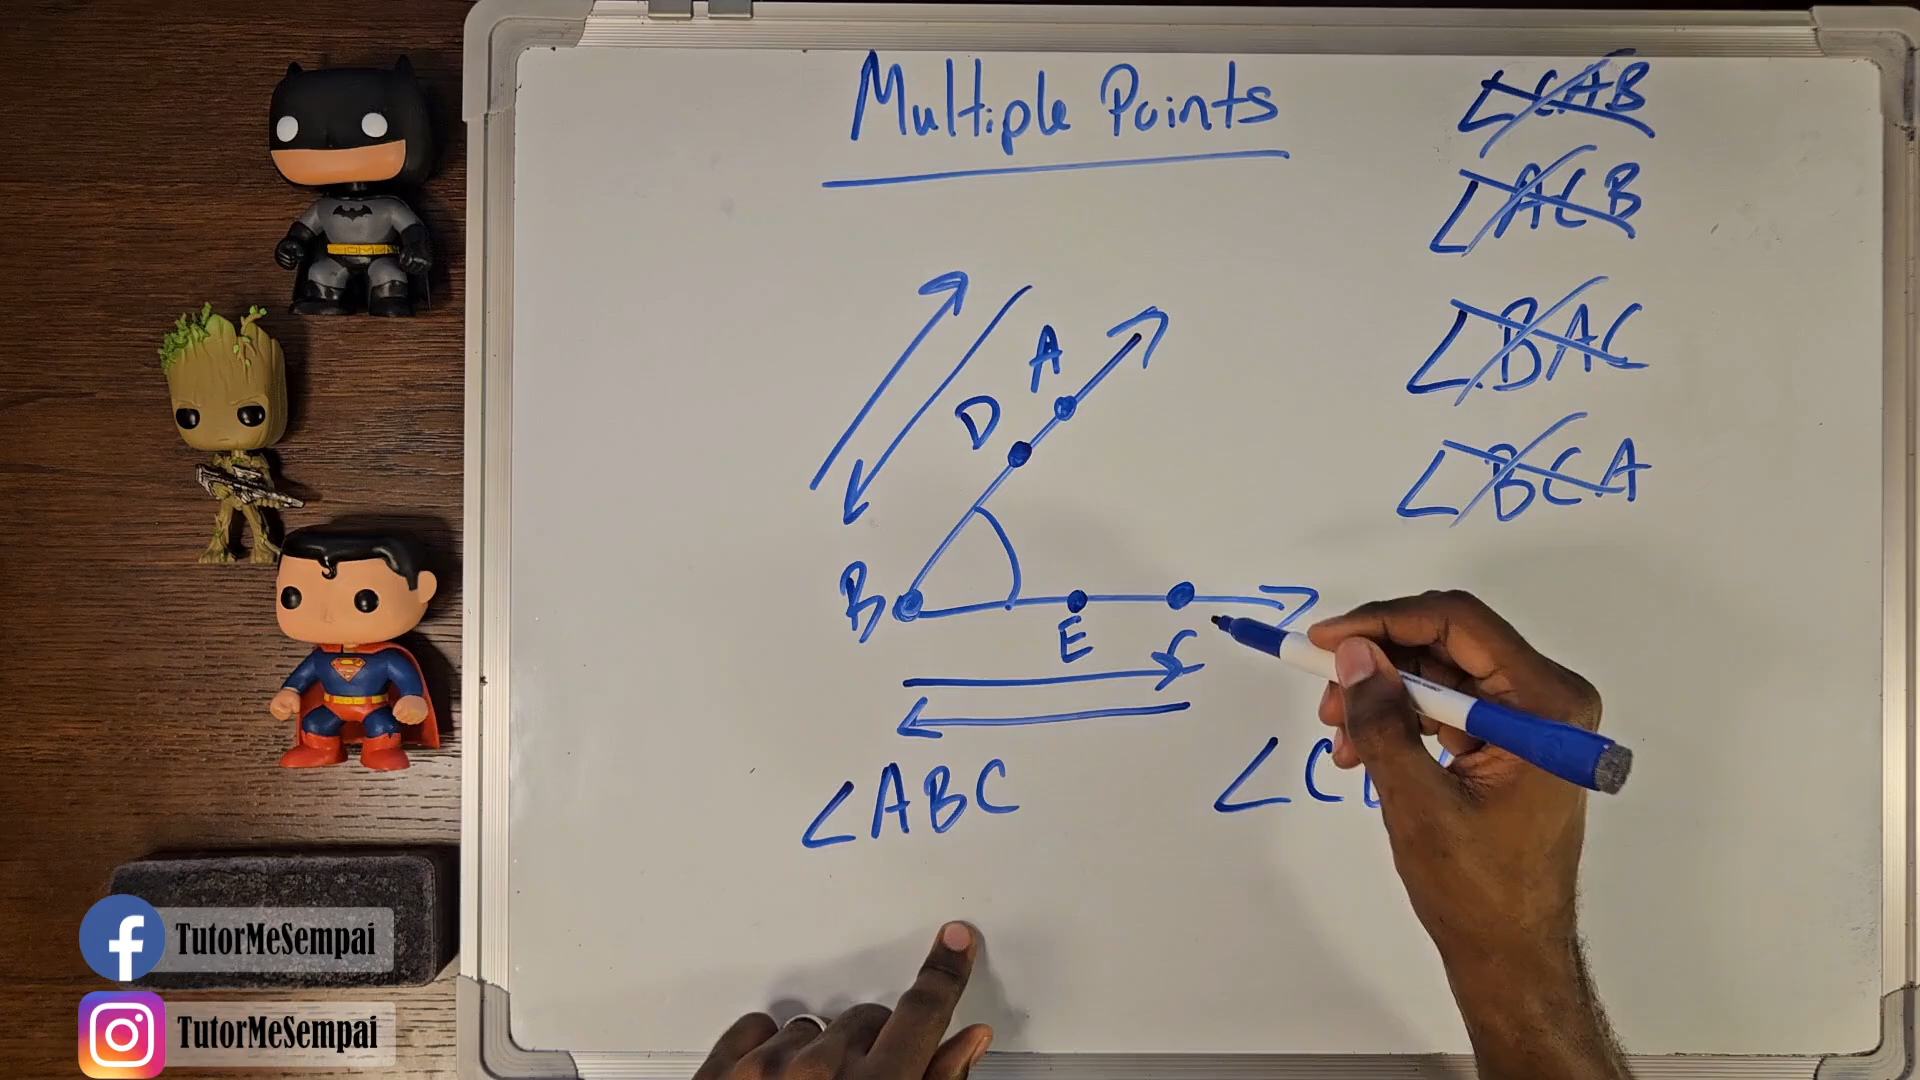 Multiple Points
∠CAB
∠ACB
∠BAC
∠BCA
A
D
B
E
C
∠ABC
∠C
TutorMeSempai
TutorMeSempai